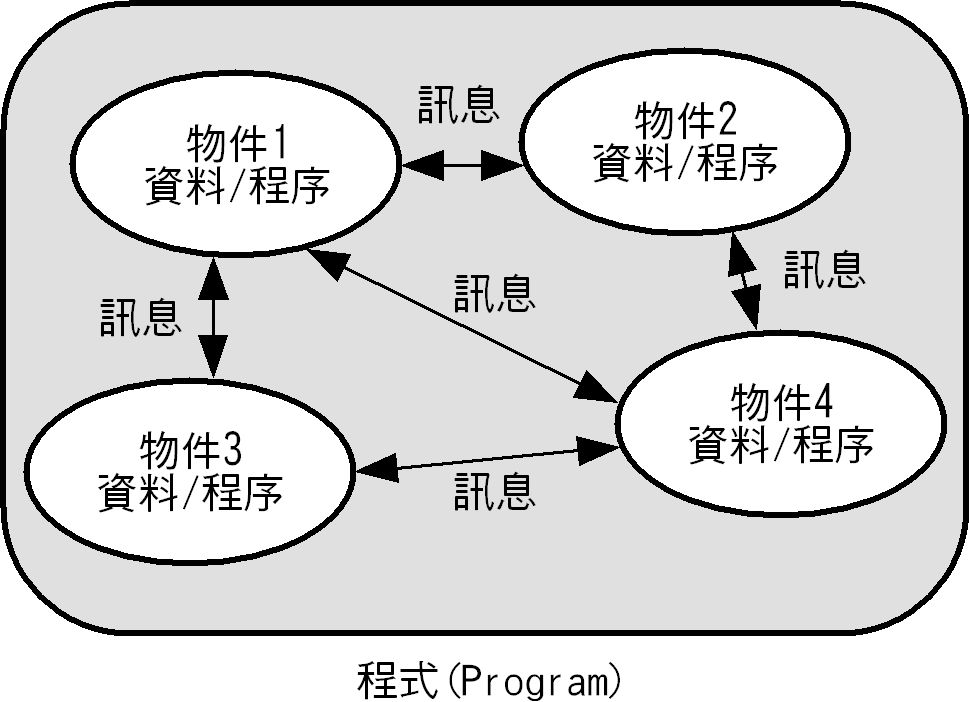 訊息
物件1
資料/程序
物件2
資料/程序
訊息
訊息
訊息
物件3
資料/程序
物件4
資料/程序
訊息
程式(Program)